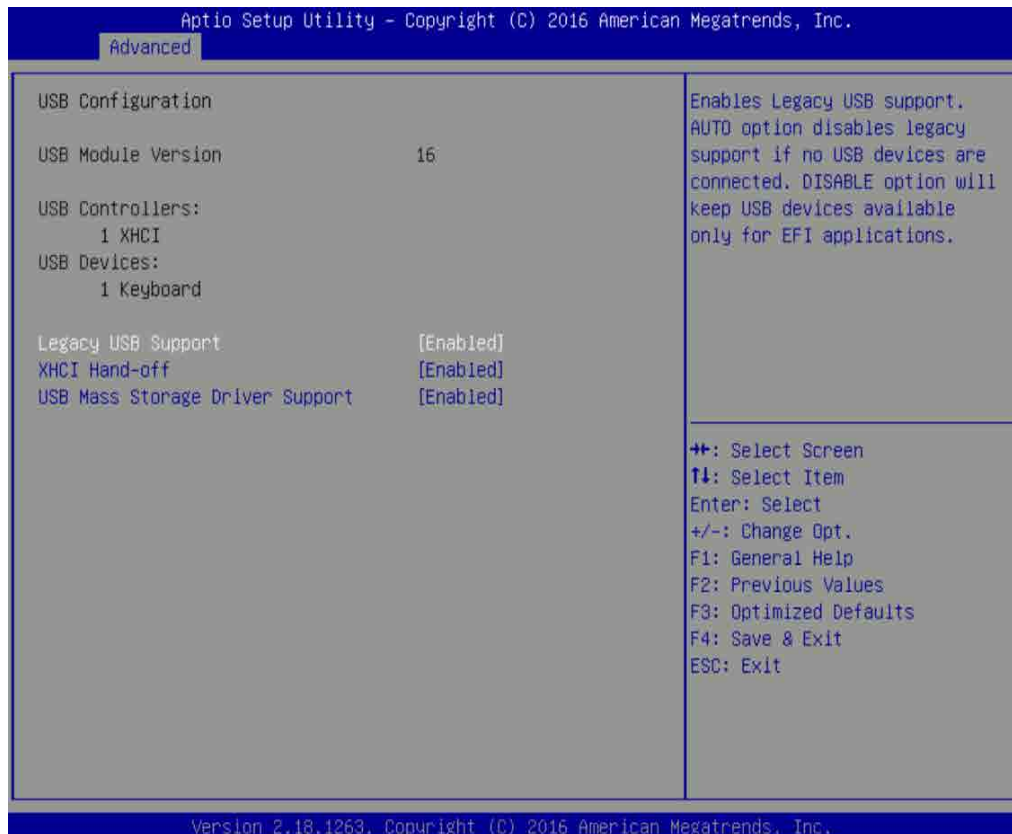 Aptio Setup Utility – Copyright (C) 2016 American Megatrends, Inc.
Advanced
USB Configuration
USB Module Version 16
USB Controllers:
1 XHCI
USB Devices:
1 Keyboard
Legacy USB Support [Enabled]
XHCI Hand-off [Enabled]
USB Mass Storage Driver Support [Enabled]
Enables Legacy USB support.
AUTO option disables legacy
support if no USB devices are
connected. DISABLE option will
keep USB devices available
only for EFI applications.
→←: Select Screen
↑↓: Select Item
Enter: Select
+/-: Change Opt.
F1: General Help
F2: Previous Values
F3: Optimized Defaults
F4: Save & Exit
ESC: Exit
Version 2.18.1263. Copyright (C) 2016 American Megatrends, Inc.